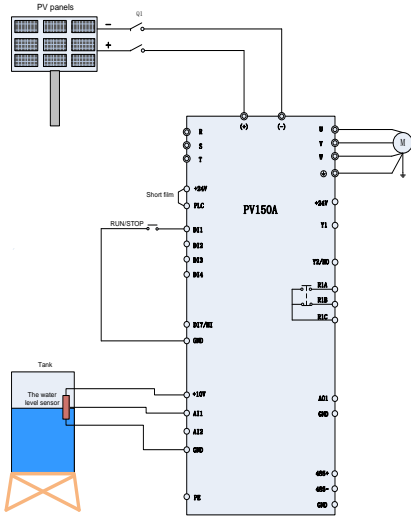 PV panels
Q1
−
+
(+)
(-)
R
S
T
U
V
W
M
+24V
PLC
Short film
PV150A
+24V
RUN/STOP
DI1
DI2
DI3
DI4
Y1
Y2/HO
R1A
R1B
R1C
DI7/HI
GND
Tank
The water
level sensor
+10V
AI1
AI2
GND
AO1
GND
PE
485+
485-
GND